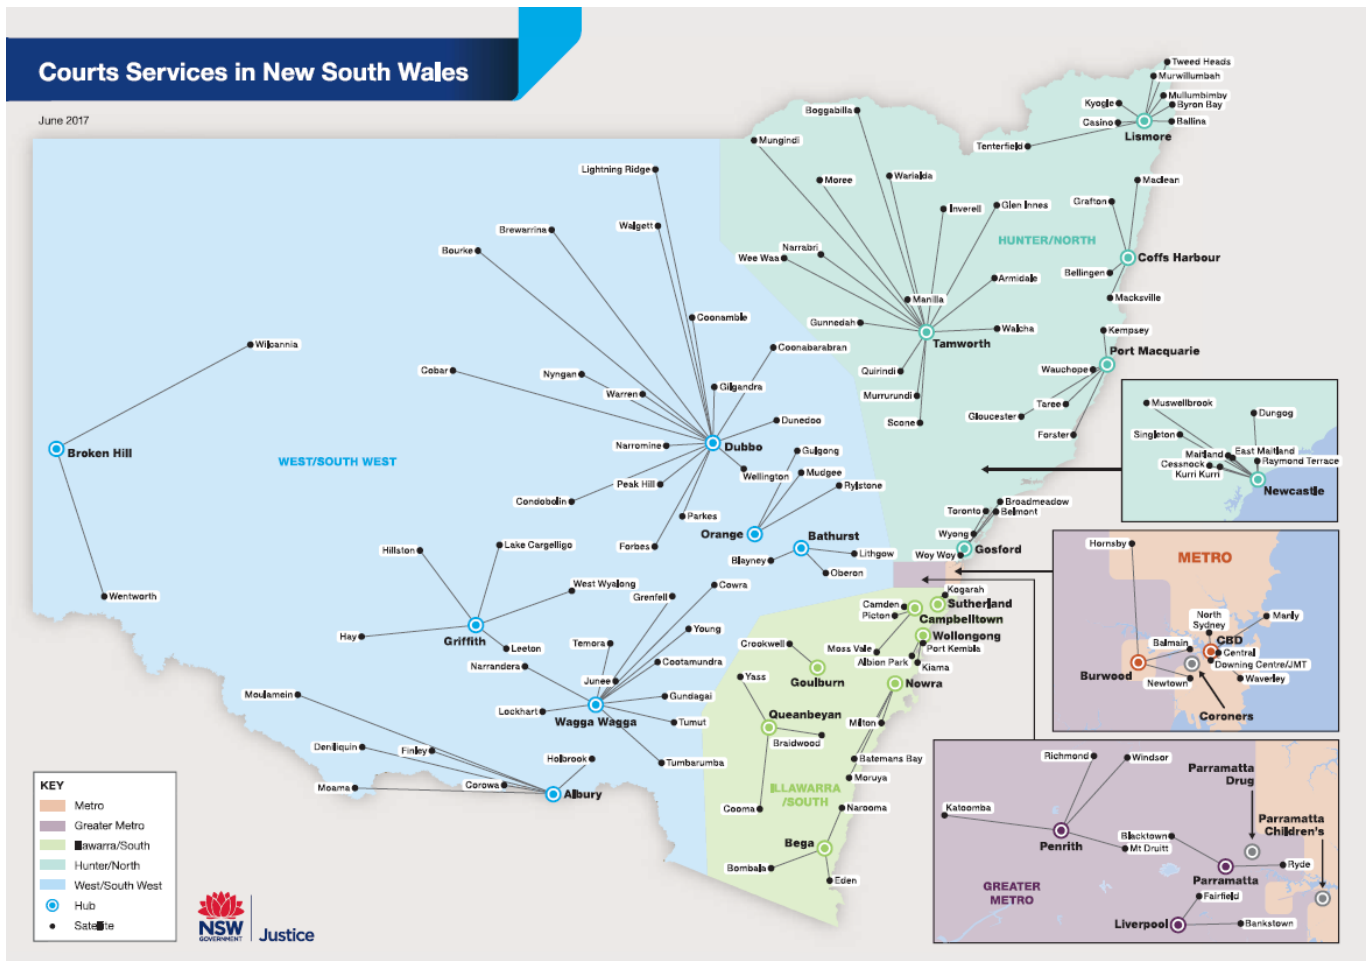 Courts Services in New South Wales
June 2017
Tweed Heads
Murwillumbah
Mullumbimby
Kyogle
Byron Bay
Casino
Ballina
Lismore
Tenterfield
Boggabilla
Mungindi
Lightning Ridge
Moree
Warialda
Maclean
Grafton
Inverell
Glen Innes
Walgett
Brewarrina
HUNTER/NORTH
Bourke
Narrabri
Wee Waa
Coffs Harbour
Bellingen
Armidale
Macksville
Manilla
Coonamble
Gunnedah
Walcha
Kempsey
Tamworth
Wilcannia
Coonabarabran
Port Macquarie
Cobar
Nyngan
Quirindi
Wauchope
Gilgandra
Warren
Murrurundi
Taree
Gloucester
Muswellbrook
Dungog
Dunedoo
Scone
Forster
Singleton
Narromine
Dubbo
Gulgong
Maitland
East Maitland
Broken Hill
WEST/SOUTH WEST
Cessnock
Raymond Terrace
Kurri Kurri
Newcastle
Mudgee
Wellington
Rylstone
Peak Hill
Condobolin
Broadmeadow
Toronto
Belmont
Parkes
Orange
Bathurst
Wyong
Forbes
Woy Woy
Gosford
Hillston
Lake Cargelligo
Blayney
Lithgow
Oberon
Hornsby
METRO
West Wyalong
Cowra
Grenfell
Kogarah
Wentworth
Camden
Sutherland
Picton
Campbelltown
North
Sydney
Manly
Hay
Griffith
Young
Wollongong
Temora
Crookwell
Moss Vale
Port Kembla
Balmain
CBD
Leeton
Albion Park
Kiama
Central
Narrandera
Cootamundra
Downing Centre/JMT
Burwood
Junee
Yass
Goulburn
Nowra
Newtown
Waverley
Moulamein
Gundagai
Lockhart
Queanbeyan
Coroners
Wagga Wagga
Tumut
Milton
Braidwood
Deniliquin
Finley
Holbrook
Tumbarumba
Batemans Bay
Richmond
Windsor
Parramatta
Drug
Moruya
Moama
Corowa
Albury
ILLAWARRA
/SOUTH
Cooma
Narooma
Katoomba
Parramatta
Children's
Blacktown
Penrith
Mt Druitt
Bega
Ryde
Bombala
Eden
Parramatta
GREATER
METRO
Fairfield
Liverpool
Bankstown
KEY
Metro
Greater Metro
Illawarra/South
Hunter/North
West/South West
Hub
Satellite
NSW
GOVERNMENT
Justice